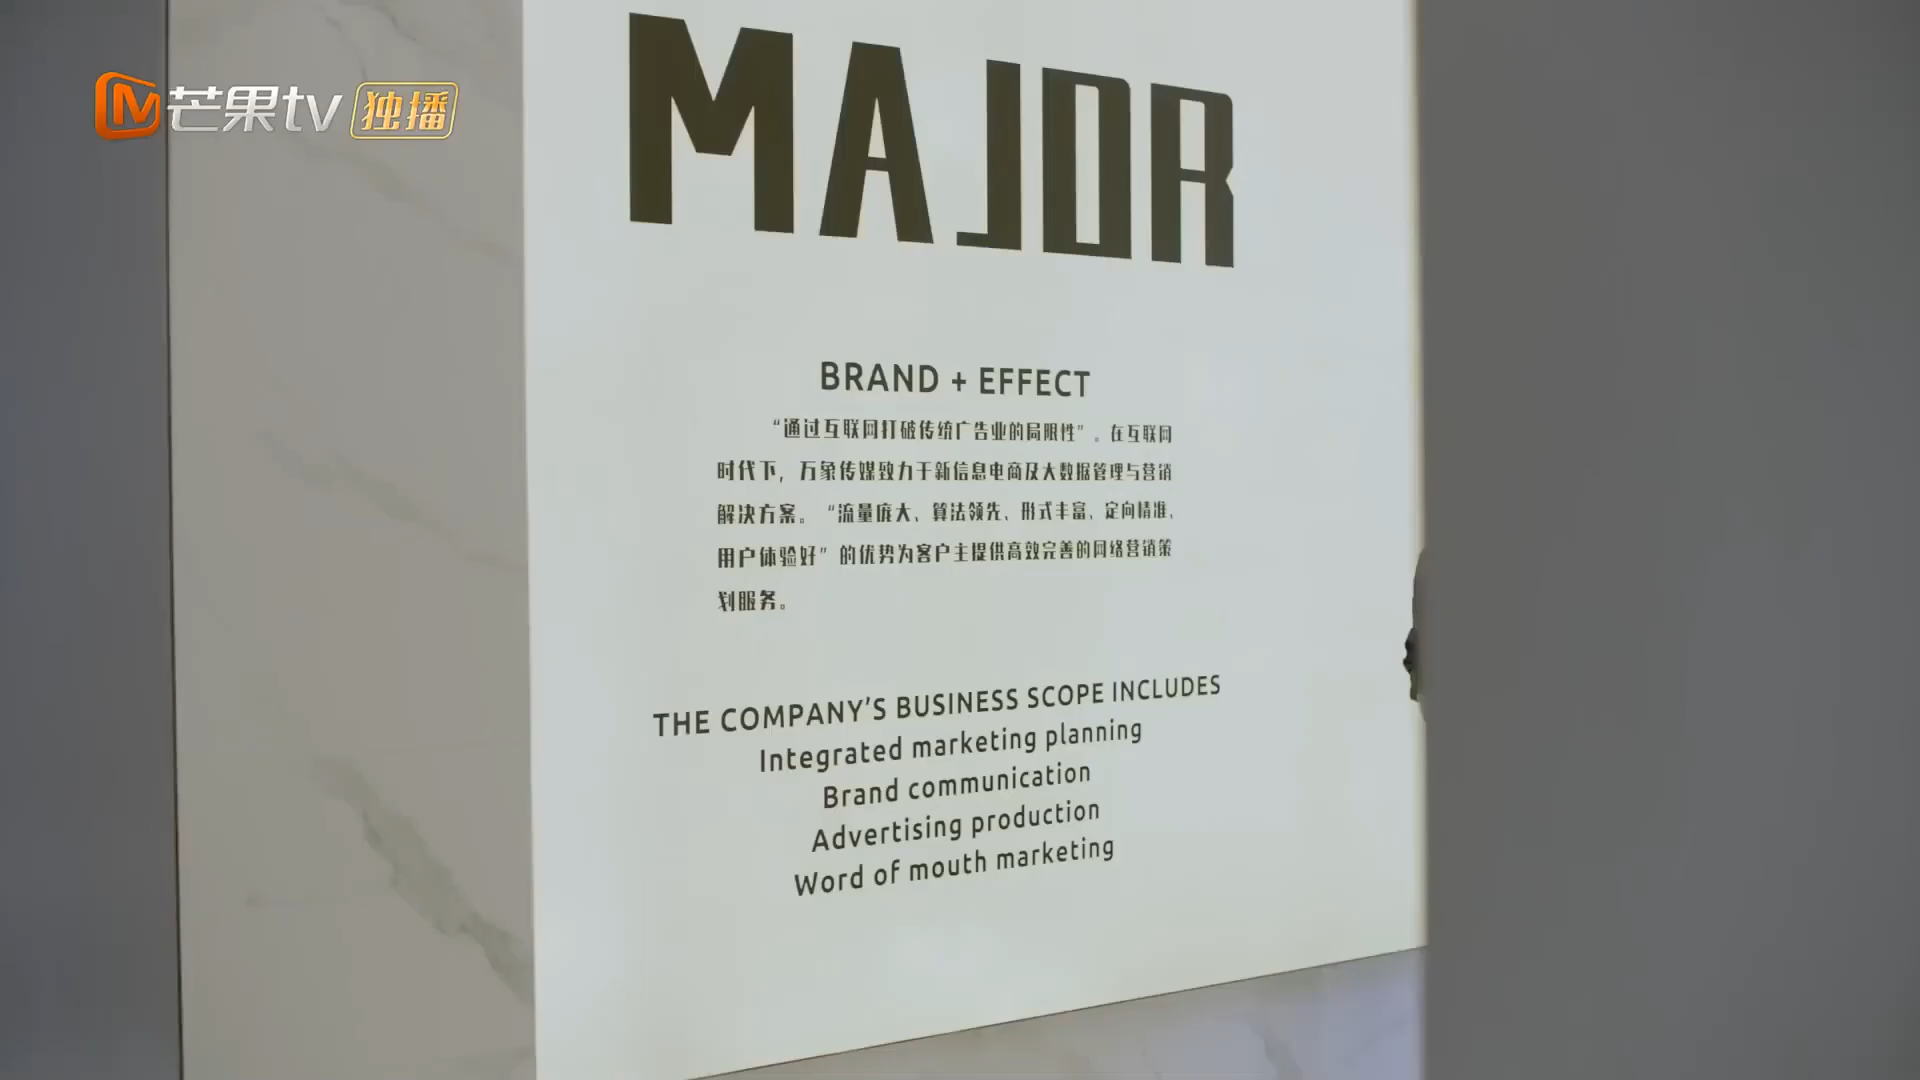 芒果tv 独播
MAJOR
BRAND + EFFECT
“通过互联网打破传统广告业的局限性”。在互联网
时代下，万象传媒致力于新信息电商及大数据管理与营销
解决方案。“流量庞大、算法领先、形式丰富、定向精准、
用户体验好”的优势为客户主提供高效完善的网络营销策
划服务。
THE COMPANY’S BUSINESS SCOPE INCLUDES
Integrated marketing planning
Brand communication
Advertising production
Word of mouth marketing